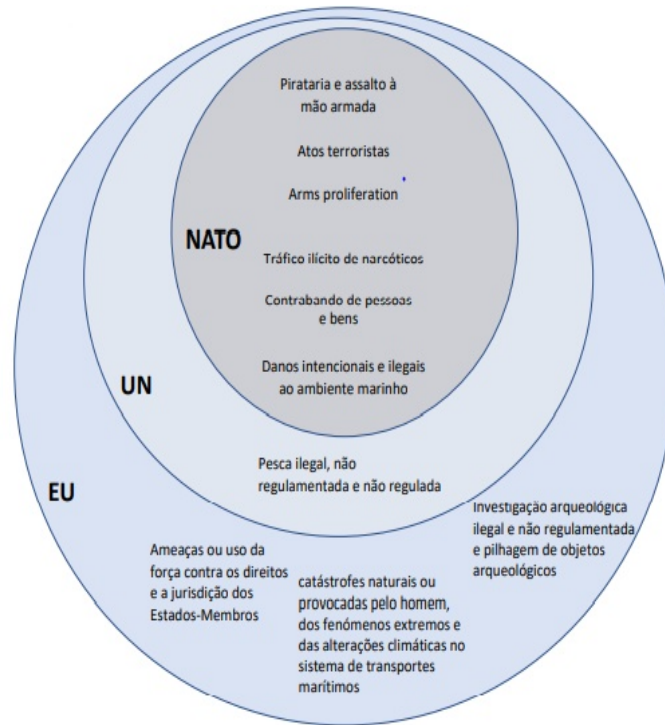 Pirataria e assalto à
mão armada
Atos terroristas
Arms proliferation
NATO
Tráfico ilícito de narcóticos
Contrabando de pessoas
e bens
Danos intencionais e ilegais
ao ambiente marinho
UN
Pesca ilegal, não
regulamentada e não regulada
EU
Investigação arqueológica
ilegal e não regulamentada
e pilhagem de objetos
arqueológicos
Ameaças ou uso da
força contra os direitos
e a jurisdição dos
Estados-Membros
catástrofes naturais ou
provocadas pelo homem,
dos fenómenos extremos e
das alterações climáticas no
sistema de transportes
marítimos